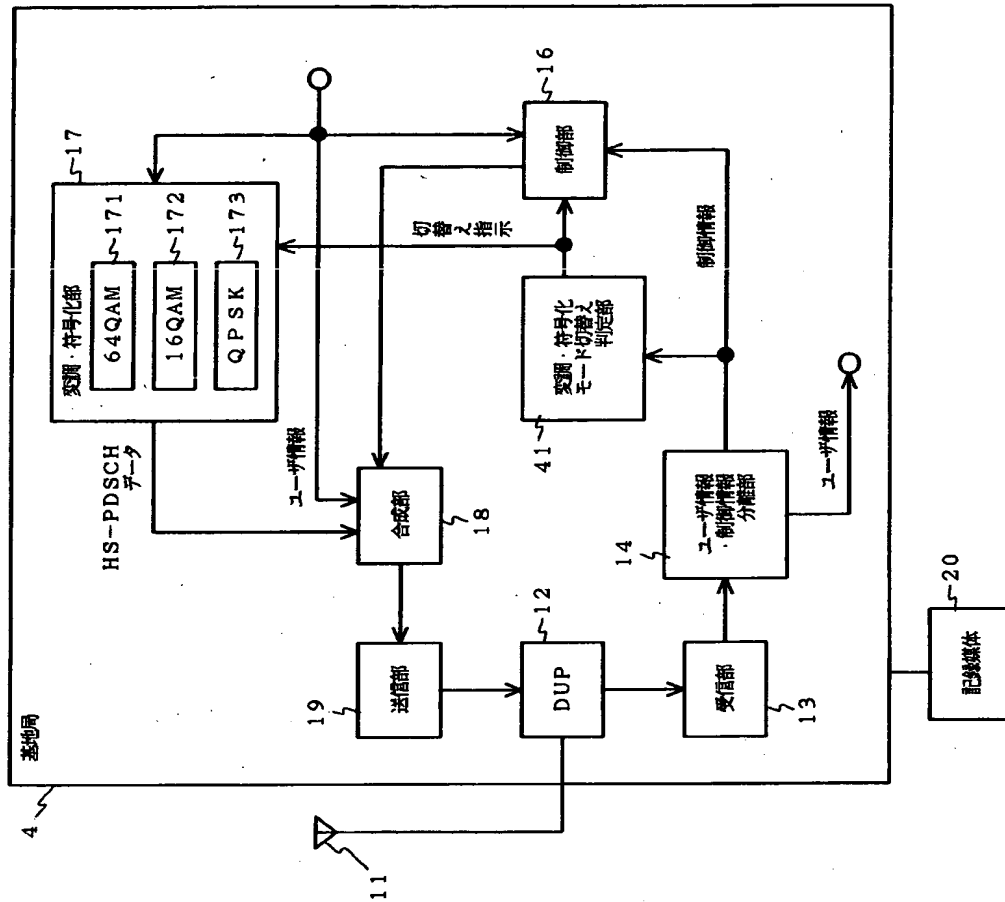 4
基地局
変調・符号化部
17
64QAM
171
16QAM
172
QPSK
173
HS-PDSCH
データ
ユーザ情報
切替え指示
制御部
16
合成部
18
変調・符号化
モード切替え
判定部
41
制御情報
送信部
19
DUP
12
11
受信部
13
14
ユーザ情報
・制御情報
分離部
ユーザ情報
記録媒体
20